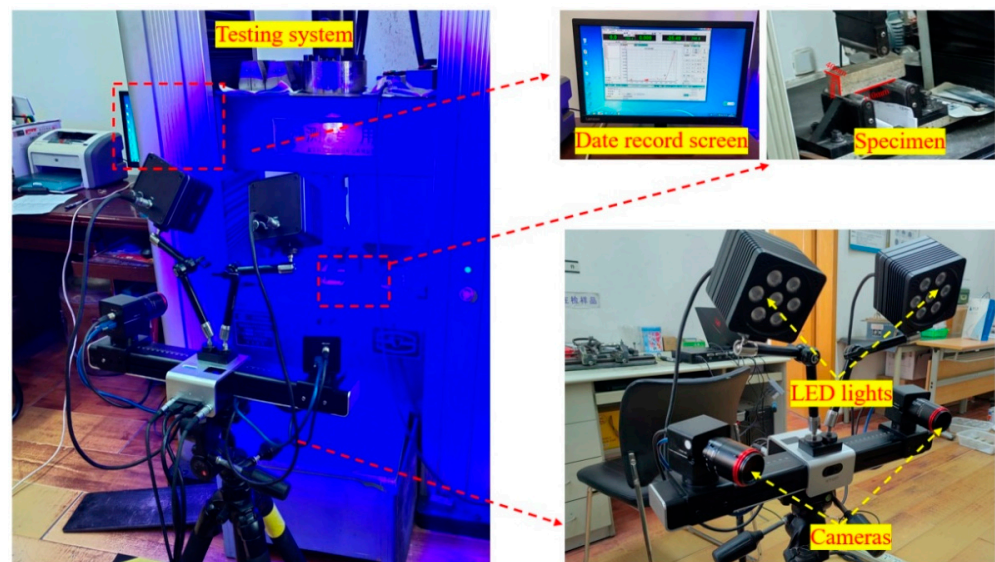 Testing system
Date record screen
Specimen
LED lights
Cameras